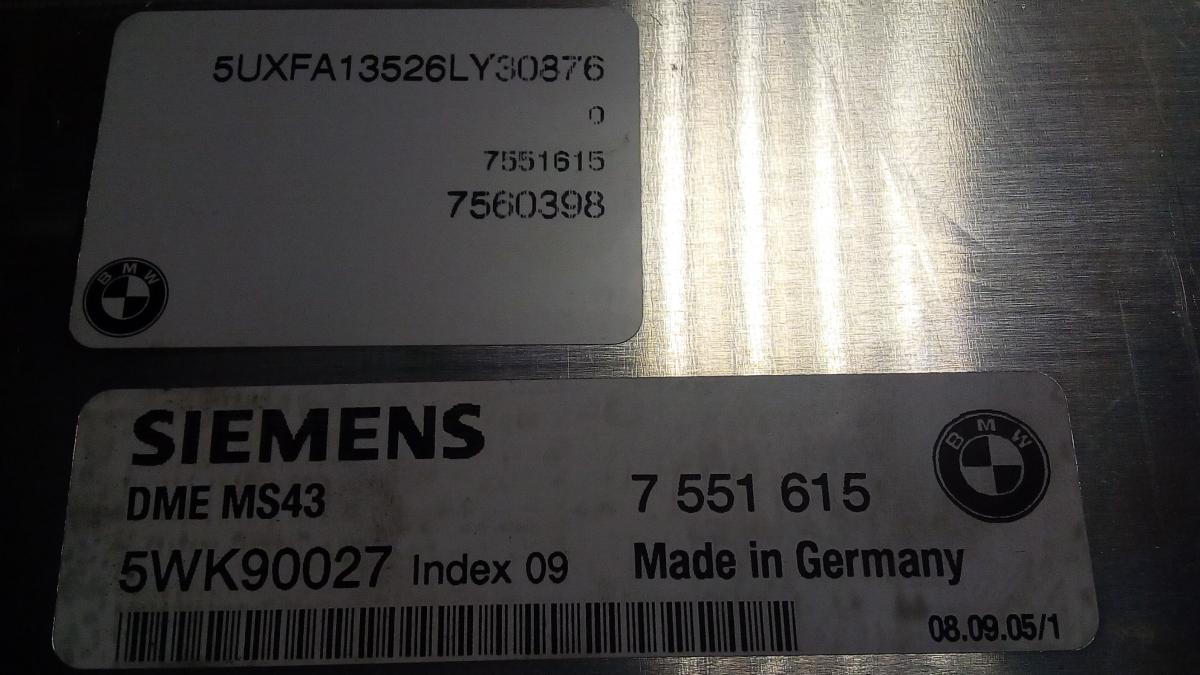 5UXFA13526LY30876
0
7551615
7560398
BMW
SIEMENS
BMW
DME MS43
7 551 615
5WK90027 Index 09
Made in Germany
08.09.05/1